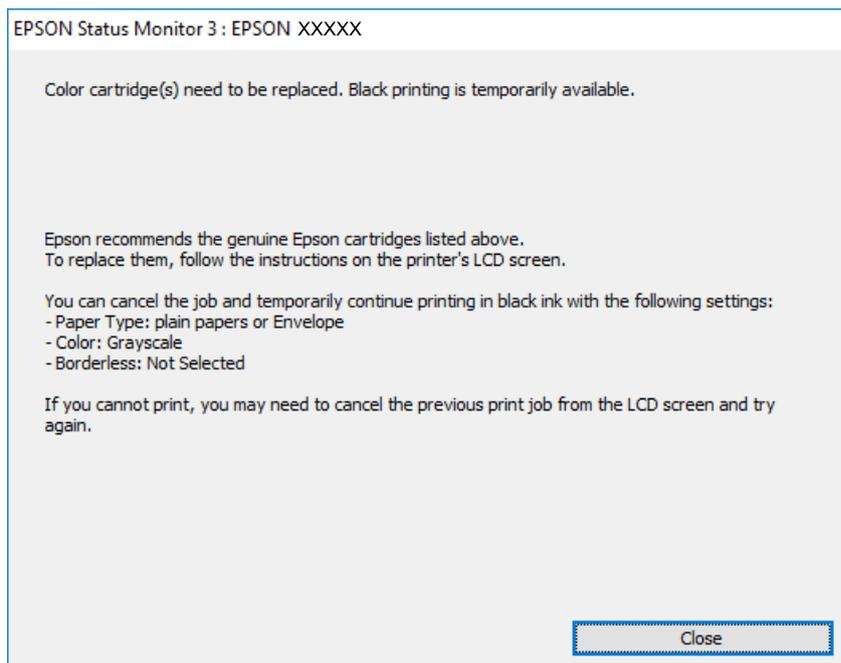 EPSON Status Monitor 3 : EPSON XXXXX
Color cartridge(s) need to be replaced. Black printing is temporarily available.
Epson recommends the genuine Epson cartridges listed above.
To replace them, follow the instructions on the printer's LCD screen.
You can cancel the job and temporarily continue printing in black ink with the following settings:
- Paper Type: plain papers or Envelope
- Color: Grayscale
- Borderless: Not Selected
If you cannot print, you may need to cancel the previous print job from the LCD screen and try
again.
Close